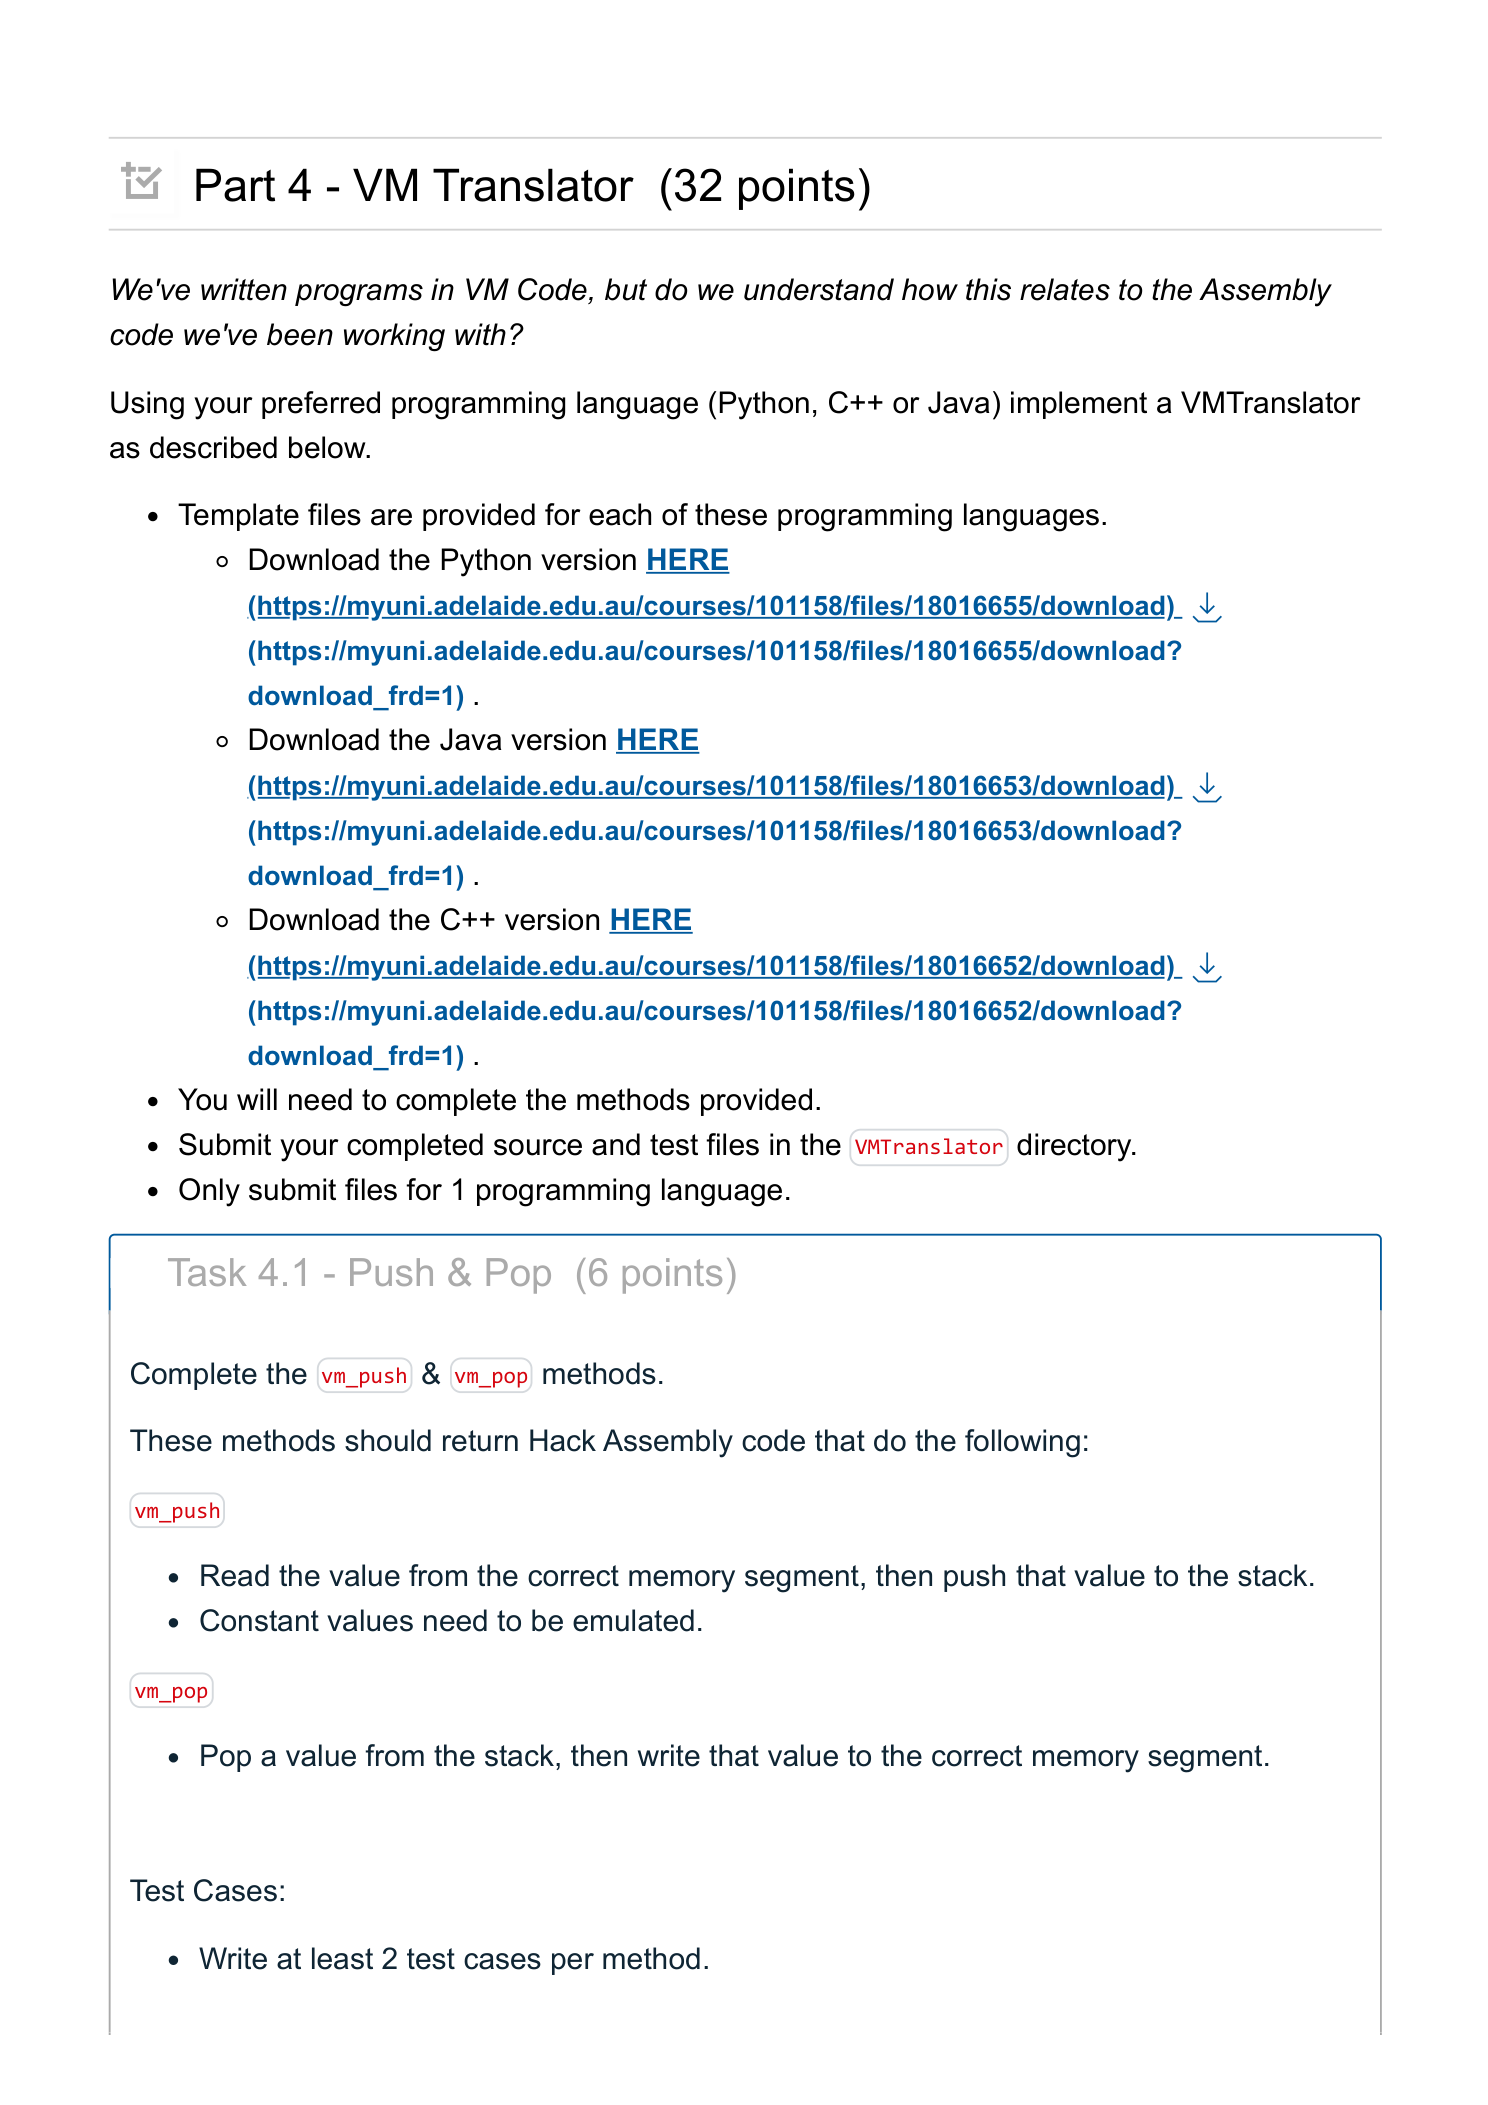 Part 4 - VM Translator  (32 points)
We've written programs in VM Code, but do we understand how this relates to the Assembly
code we've been working with?
Using your preferred programming language (Python, C++ or Java) implement a VMTranslator
as described below.
• Template files are provided for each of these programming languages.
◦ Download the Python version HERE
(https://myuni.adelaide.edu.au/courses/101158/files/18016655/download)
(https://myuni.adelaide.edu.au/courses/101158/files/18016655/download?
download_frd=1) .
◦ Download the Java version HERE
(https://myuni.adelaide.edu.au/courses/101158/files/18016653/download)
(https://myuni.adelaide.edu.au/courses/101158/files/18016653/download?
download_frd=1) .
◦ Download the C++ version HERE
(https://myuni.adelaide.edu.au/courses/101158/files/18016652/download)
(https://myuni.adelaide.edu.au/courses/101158/files/18016652/download?
download_frd=1) .
• You will need to complete the methods provided.
• Submit your completed source and test files in the VMTranslator directory.
• Only submit files for 1 programming language.
Task 4.1 - Push & Pop  (6 points)
Complete the vm_push & vm_pop methods.
These methods should return Hack Assembly code that do the following:
vm_push
• Read the value from the correct memory segment, then push that value to the stack.
• Constant values need to be emulated.
vm_pop
• Pop a value from the stack, then write that value to the correct memory segment.
Test Cases:
• Write at least 2 test cases per method.